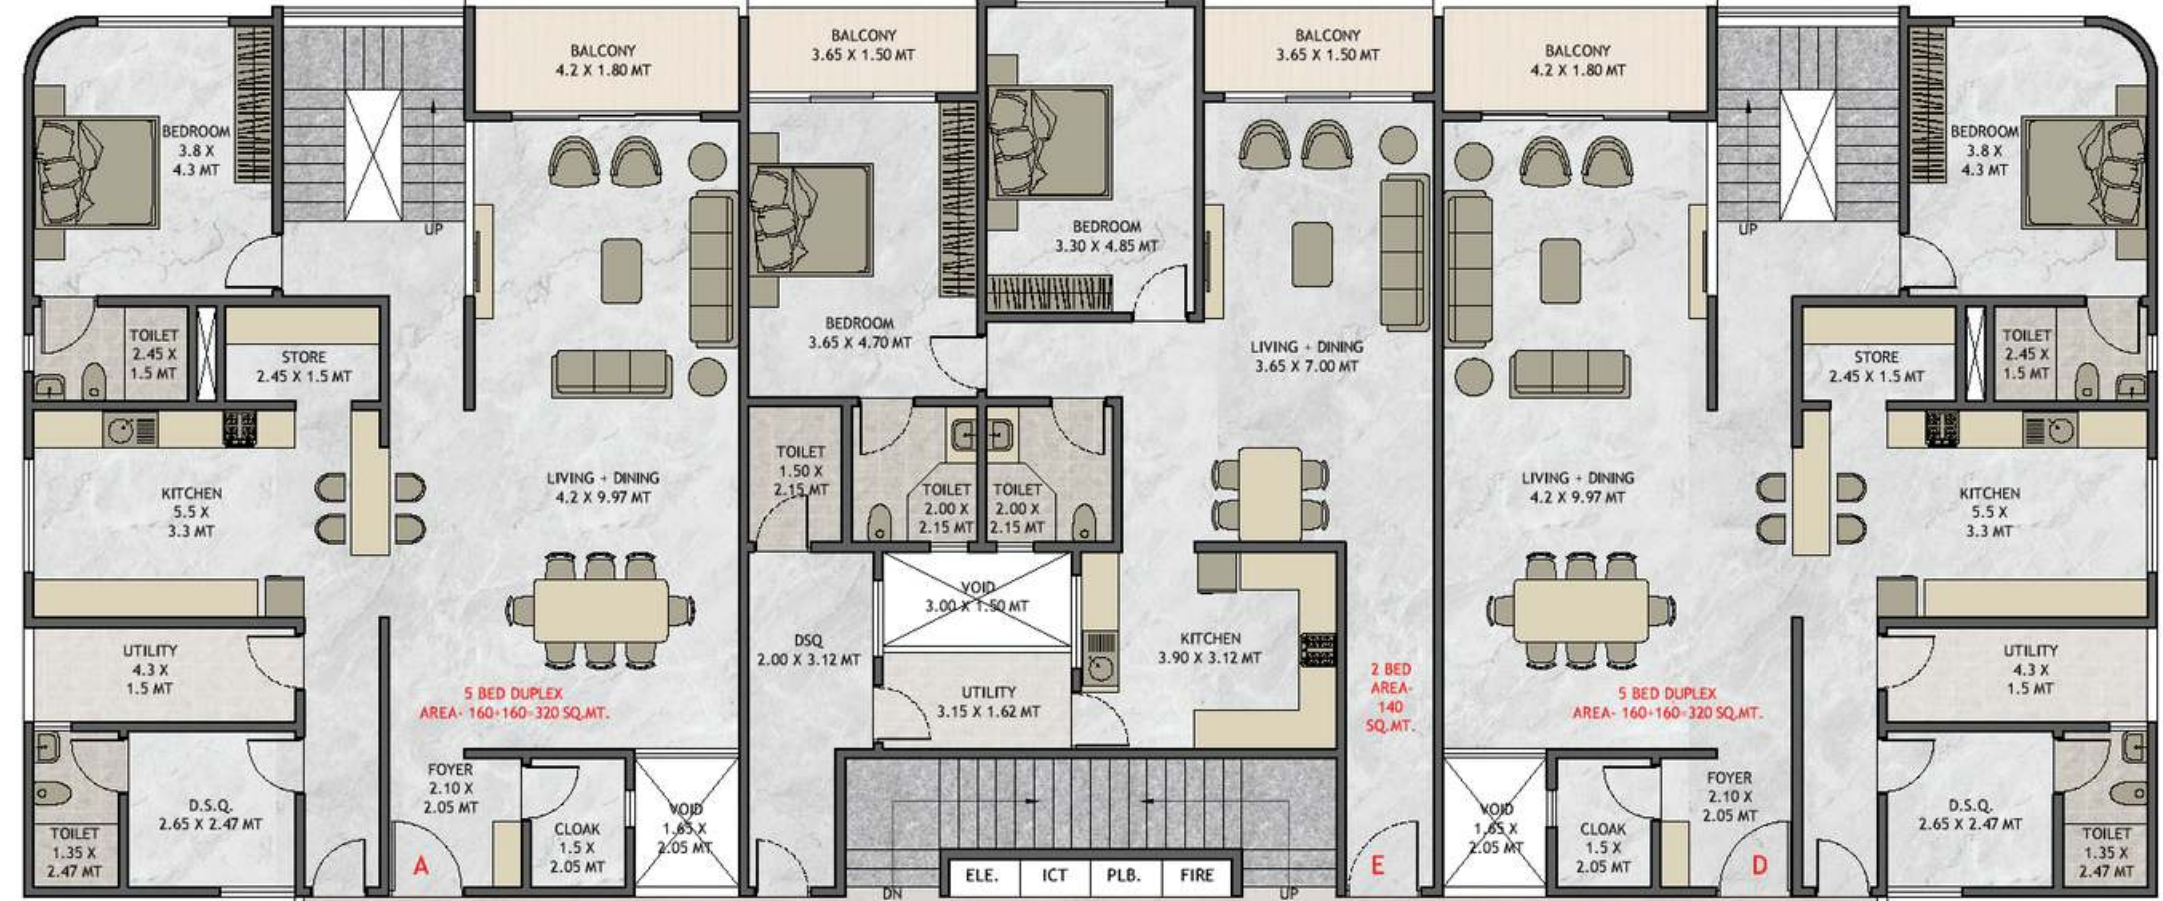 BALCONY
4.2 X 1.80 MT
BALCONY
3.65 X 1.50 MT
BALCONY
3.65 X 1.50 MT
BALCONY
4.2 X 1.80 MT
BEDROOM
3.8 X
4.3 MT
UP
BEDROOM
3.30 X 4.85 MT
UP
BEDROOM
3.8 X
4.3 MT
TOILET
2.45 X
1.5 MT
STORE
2.45 X 1.5 MT
BEDROOM
3.65 X 4.70 MT
LIVING + DINING
3.65 X 7.00 MT
STORE
2.45 X 1.5 MT
TOILET
2.45 X
1.5 MT
KITCHEN
5.5 X
3.3 MT
LIVING + DINING
4.2 X 9.97 MT
TOILET
1.50 X
2.15 MT
TOILET
2.00 X
2.15 MT
TOILET
2.00 X
2.15 MT
LIVING + DINING
4.2 X 9.97 MT
KITCHEN
5.5 X
3.3 MT
VOID
3.00 X 1.50 MT
UTILITY
4.3 X
1.5 MT
5 BED DUPLEX
AREA- 160+160=320 SQ.MT.
DSQ
2.00 X 3.12 MT
UTILITY
3.15 X 1.62 MT
KITCHEN
3.90 X 3.12 MT
2 BED
AREA-
140
SQ.MT.
5 BED DUPLEX
AREA- 160+160=320 SQ.MT.
UTILITY
4.3 X
1.5 MT
TOILET
1.35 X
2.47 MT
D.S.Q.
2.65 X 2.47 MT
FOYER
2.10 X
2.05 MT
A
CLOAK
1.5 X
2.05 MT
VOID
1.65 X
2.05 MT
DN
ELE.
ICT
PLB.
FIRE
UP
E
VOID
1.65 X
2.05 MT
CLOAK
1.5 X
2.05 MT
FOYER
2.10 X
2.05 MT
D
D.S.Q.
2.65 X 2.47 MT
TOILET
1.35 X
2.47 MT